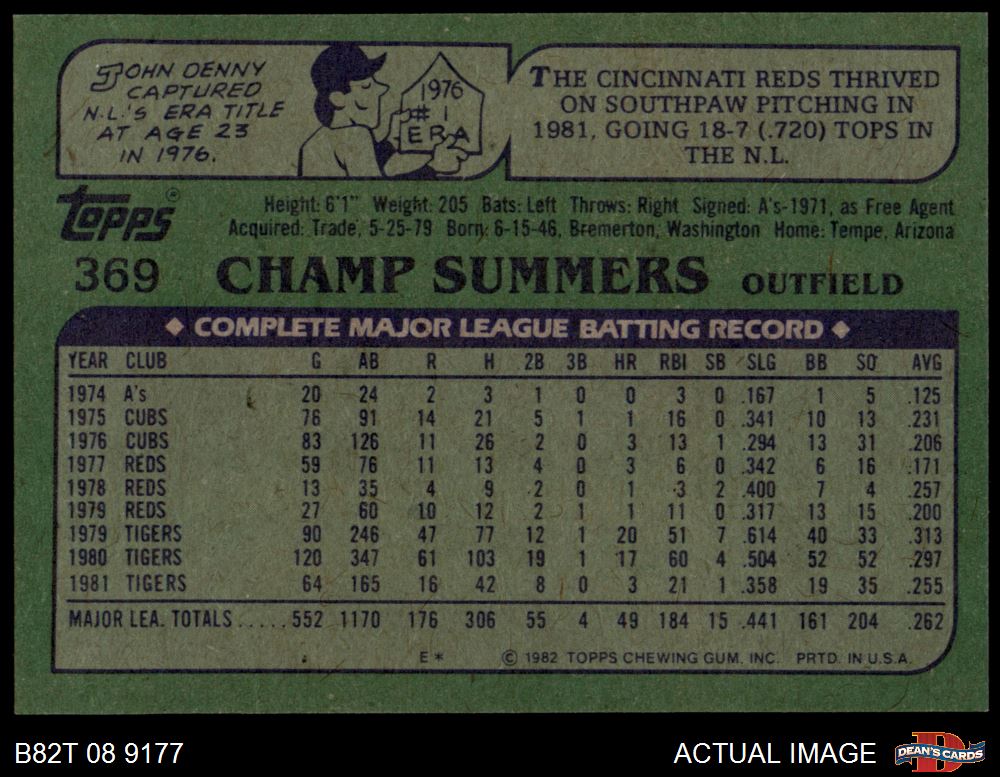 JOHN DENNY
CAPTURED
N.L.'S ERA TITLE
AT AGE 23
IN 1976.
1976
# 1
ERA
THE CINCINNATI REDS THRIVED
ON SOUTHPAW PITCHING IN
1981, GOING 18-7 (.720) TOPS IN
THE N.L.
TOPPS®
Height: 6'1" Weight: 205 Bats: Left Throws: Right Signed: A's-1971, as Free Agent
Acquired: Trade, 5-25-79 Born: 6-15-46, Bremerton, Washington Home: Tempe, Arizona
369 CHAMP SUMMERS OUTFIELD
◆ COMPLETE MAJOR LEAGUE BATTING RECORD ◆
YEAR CLUB G AB R H 2B 3B HR RBI SB SLG BB SO AVG
1974 A's 20 24 2 3 1 0 0 3 0 .167 1 5 .125
1975 CUBS 76 91 14 21 5 1 1 16 0 .341 10 13 .231
1976 CUBS 83 126 11 26 2 0 3 13 1 .294 13 31 .206
1977 REDS 59 76 11 13 4 0 3 6 0 .342 6 16 .171
1978 REDS 13 35 4 9 2 0 1 3 2 .400 7 4 .257
1979 REDS 27 60 10 12 2 1 1 11 0 .317 13 15 .200
1979 TIGERS 90 246 47 77 12 1 20 51 7 .614 40 33 .313
1980 TIGERS 120 347 61 103 19 1 17 60 4 .504 52 52 .297
1981 TIGERS 64 165 16 42 8 0 3 21 1 .358 19 35 .255
MAJOR LEA. TOTALS.....552 1170 176 306 55 4 49 184 15 .441 161 204 .262
E* © 1982 TOPPS CHEWING GUM, INC. PRTD. IN U.S.A.
B82T 08 9177
ACTUAL IMAGE
DEAN'S CARDS